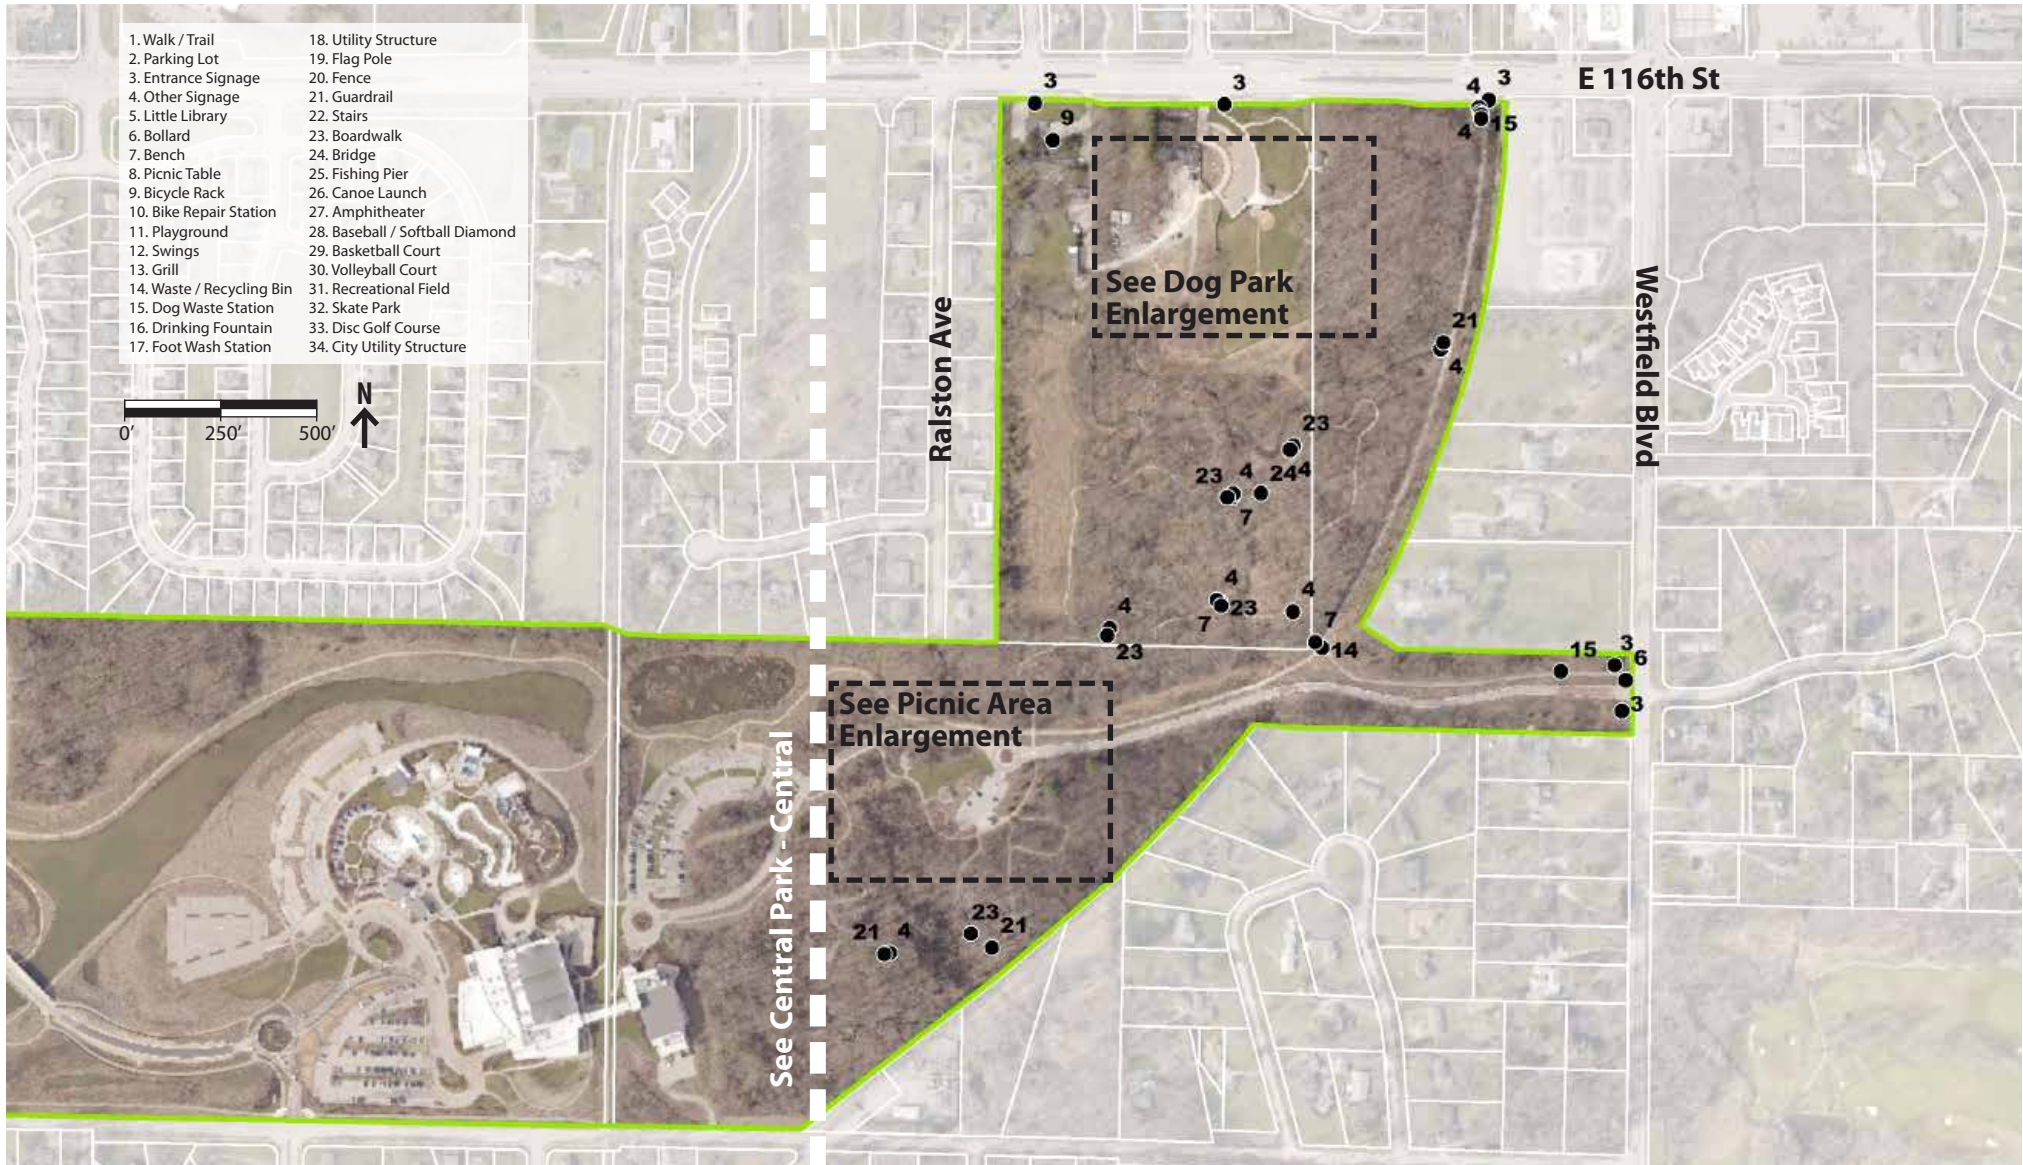 1. Walk / Trail
2. Parking Lot
3. Entrance Signage
4. Other Signage
5. Little Library
6. Bollard
7. Bench
8. Picnic Table
9. Bicycle Rack
10. Bike Repair Station
11. Playground
12. Swings
13. Grill
14. Waste / Recycling Bin
15. Dog Waste Station
16. Drinking Fountain
17. Foot Wash Station
18. Utility Structure
19. Flag Pole
20. Fence
21. Guardrail
22. Stairs
23. Boardwalk
24. Bridge
25. Fishing Pier
26. Canoe Launch
27. Amphitheater
28. Baseball / Softball Diamond
29. Basketball Court
30. Volleyball Court
31. Recreational Field
32. Skate Park
33. Disc Golf Course
34. City Utility Structure
N
0' 250' 500'
E 116th St
3 3 4 3
9
4 15
See Dog Park
Enlargement
Ralston Ave
Westfield Blvd
21
4
23
23 4 24 4
7
4 4
4 23
7 7
23 14
15 3
6
3
See Picnic Area
Enlargement
See Central Park - Central
23
21 4 21